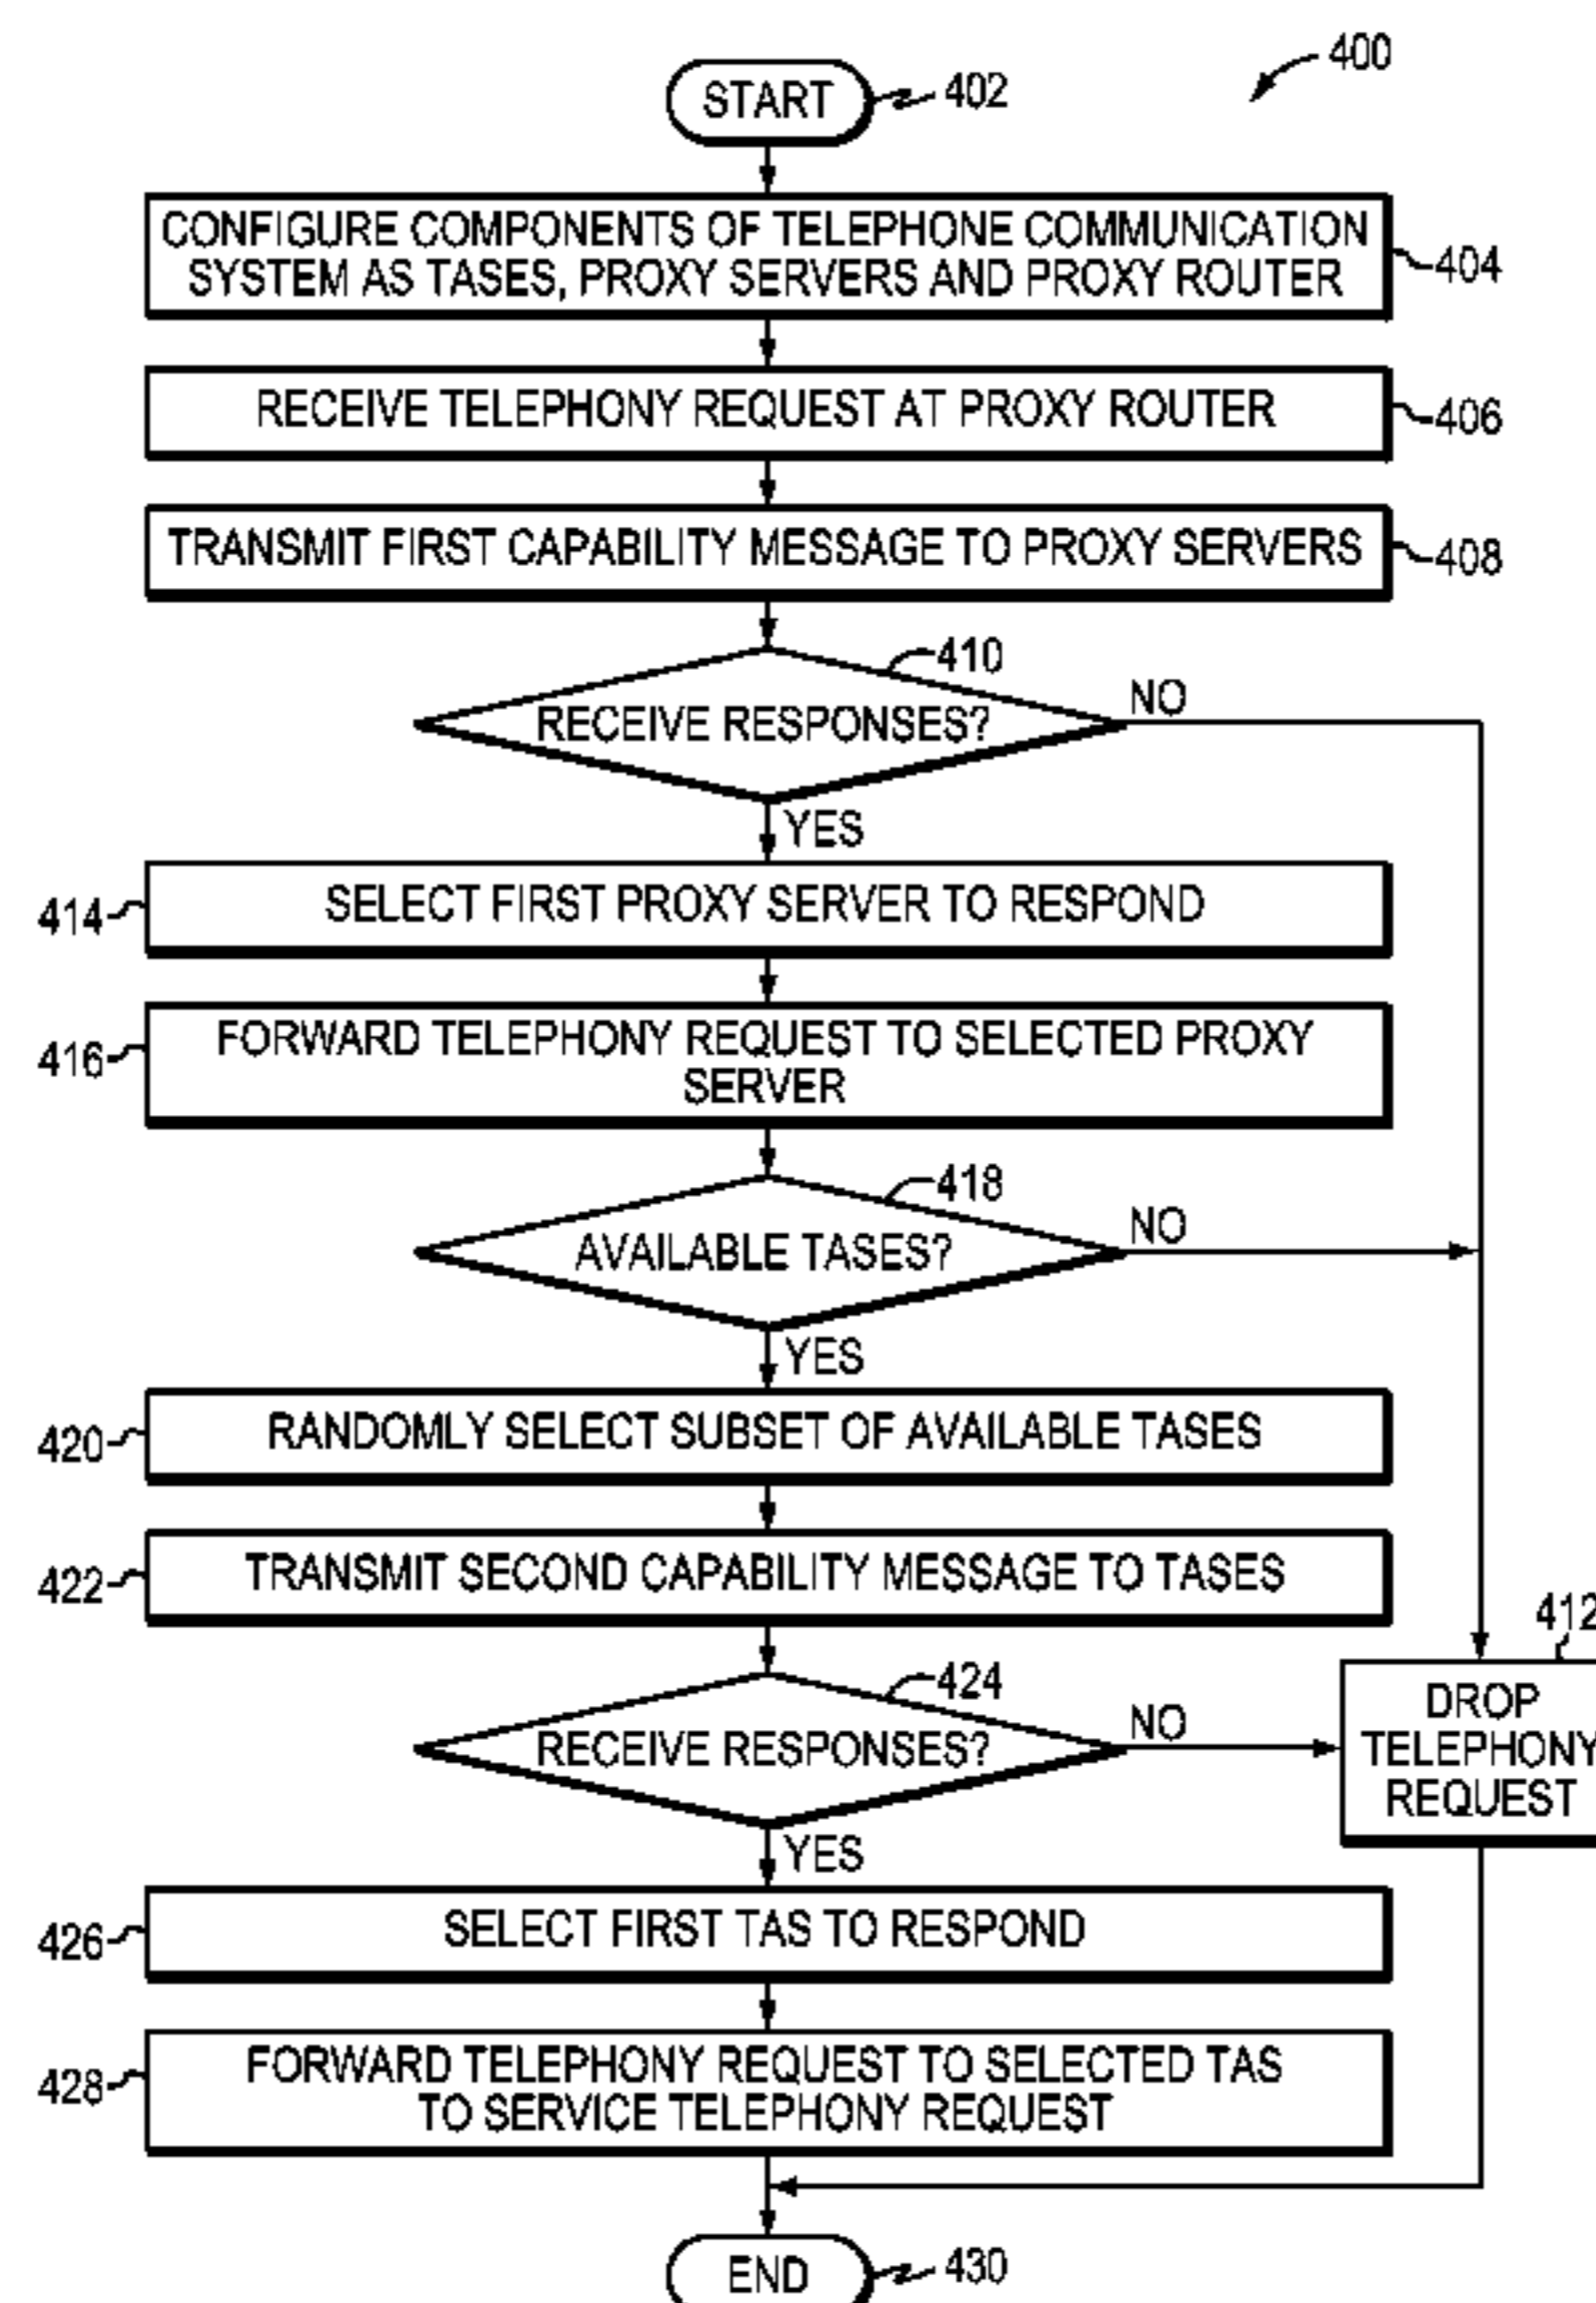 400
START
402
CONFIGURE COMPONENTS OF TELEPHONE COMMUNICATION
SYSTEM AS TASES, PROXY SERVERS AND PROXY ROUTER
404
RECEIVE TELEPHONY REQUEST AT PROXY ROUTER
406
TRANSMIT FIRST CAPABILITY MESSAGE TO PROXY SERVERS
408
410
RECEIVE RESPONSES?
NO
YES
414
SELECT FIRST PROXY SERVER TO RESPOND
416
FORWARD TELEPHONY REQUEST TO SELECTED PROXY
SERVER
418
AVAILABLE TASES?
NO
YES
420
RANDOMLY SELECT SUBSET OF AVAILABLE TASES
422
TRANSMIT SECOND CAPABILITY MESSAGE TO TASES
424
RECEIVE RESPONSES?
NO
YES
412
DROP
TELEPHONY
REQUEST
426
SELECT FIRST TAS TO RESPOND
428
FORWARD TELEPHONY REQUEST TO SELECTED TAS
TO SERVICE TELEPHONY REQUEST
END
430